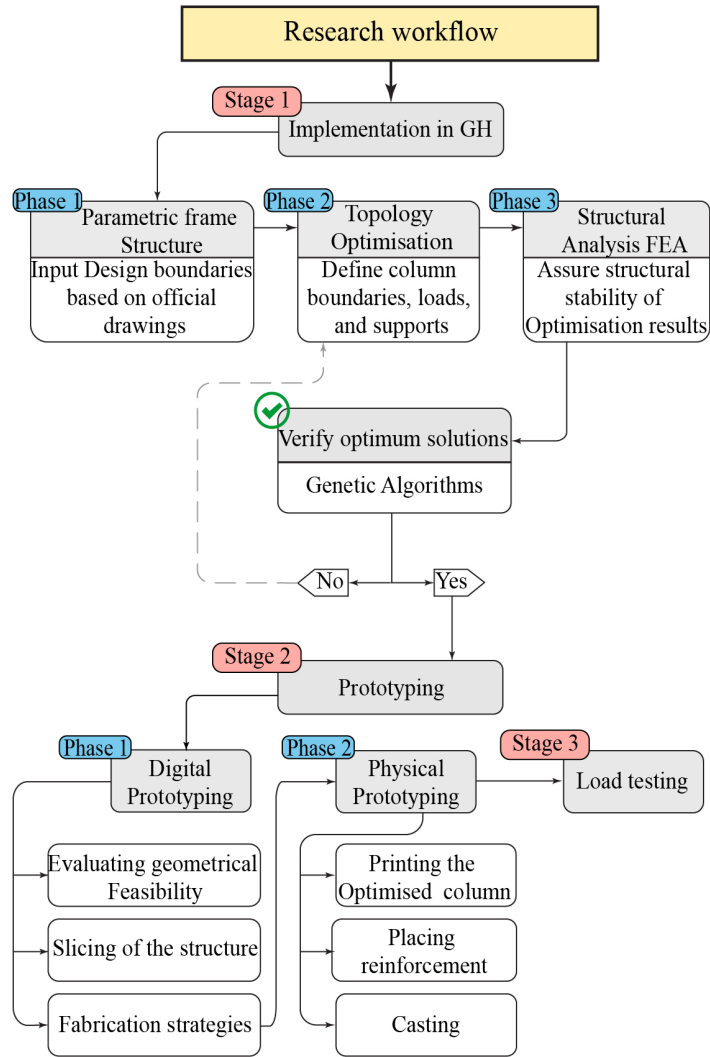 Research workflow
Stage 1
Implementation in GH
Phase 1
Parametric frame
Structure
Input Design boundaries
based on official
drawings
Phase 2
Topology
Optimisation
Define column
boundaries, loads,
and supports
Phase 3
Structural
Analysis FEA
Assure structural
stability of
Optimisation results
Verify optimum solutions
Genetic Algorithms
No
Yes
Stage 2
Prototyping
Phase 1
Digital
Prototyping
Evaluating geometrical
Feasibility
Slicing of the structure
Fabrication strategies
Phase 2
Physical
Prototyping
Printing the
Optimised column
Placing
reinforcement
Casting
Stage 3
Load testing